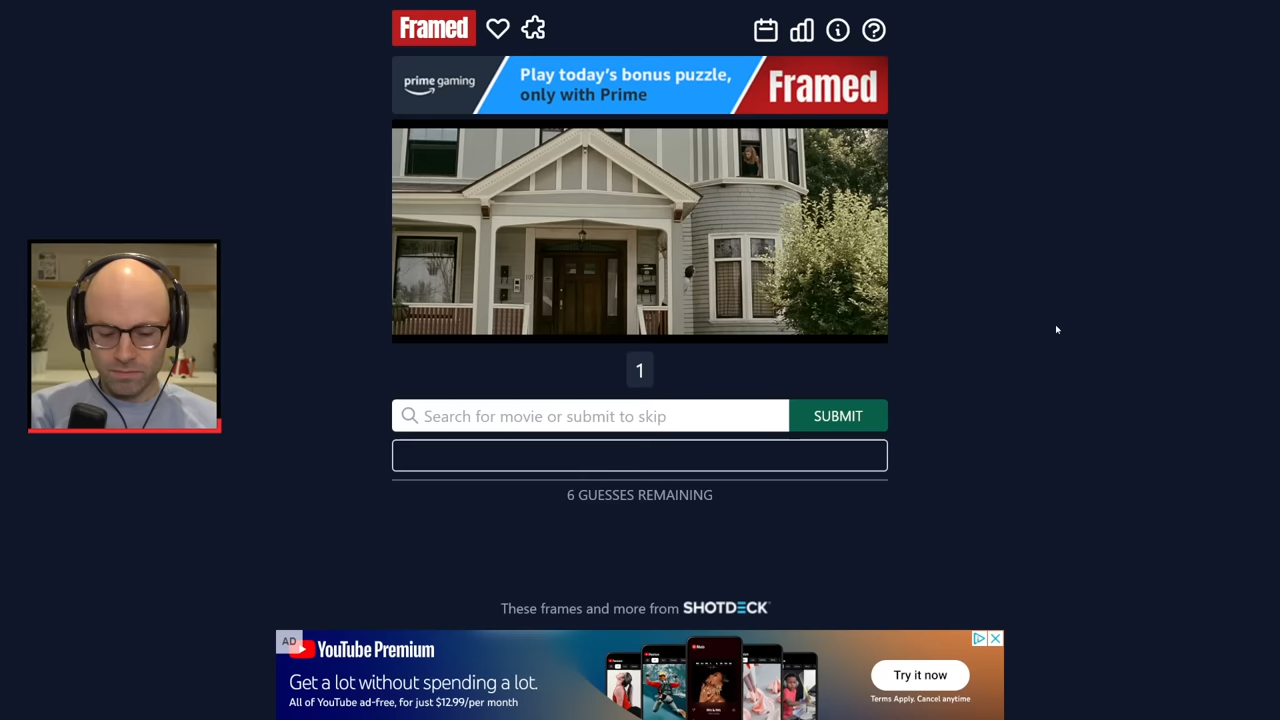 Framed
prime gaming
Play today's bonus puzzle,
only with Prime
Framed
1
Search for movie or submit to skip
SUBMIT
6 GUESSES REMAINING
These frames and more from SHOTDECK
AD
YouTube Premium
Get a lot without spending a lot.
All of YouTube ad-free, for just $12.99/per month
Try it now
Terms Apply. Cancel anytime